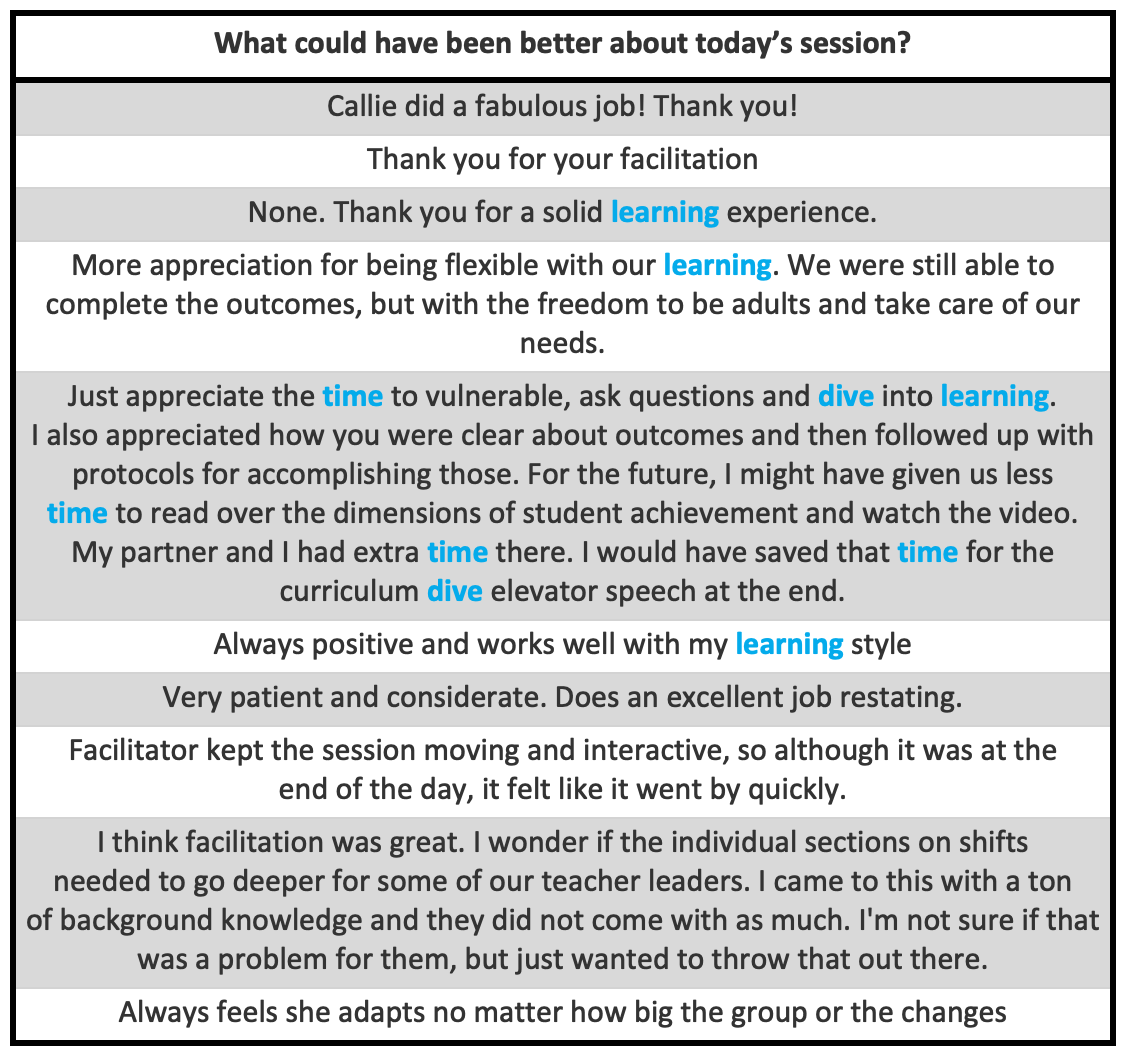 What could have been better about today’s session?
Callie did a fabulous job! Thank you!
Thank you for your facilitation
None. Thank you for a solid learning experience.
More appreciation for being flexible with our learning. We were still able to
complete the outcomes, but with the freedom to be adults and take care of our
needs.
Just appreciate the time to vulnerable, ask questions and dive into learning.
I also appreciated how you were clear about outcomes and then followed up with
protocols for accomplishing those. For the future, I might have given us less
time to read over the dimensions of student achievement and watch the video.
My partner and I had extra time there. I would have saved that time for the
curriculum dive elevator speech at the end.
Always positive and works well with my learning style
Very patient and considerate. Does an excellent job restating.
Facilitator kept the session moving and interactive, so although it was at the
end of the day, it felt like it went by quickly.
I think facilitation was great. I wonder if the individual sections on shifts
needed to go deeper for some of our teacher leaders. I came to this with a ton
of background knowledge and they did not come with as much. I'm not sure if that
was a problem for them, but just wanted to throw that out there.
Always feels she adapts no matter how big the group or the changes